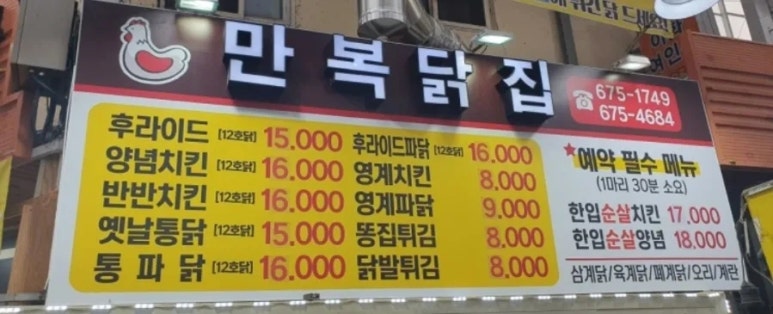 만복닭집
675-1749
675-4684
후라이드 [12호닭] 15.000
양념치킨 [12호닭] 16.000
반반치킨 [12호닭] 16.000
옛날통닭 [12호닭] 15.000
통파닭 [12호닭] 16.000
후라이드파닭 [12호닭] 16.000
영계치킨 8.000
영계파닭 9.000
똥집튀김 8.000
닭발튀김 8.000
예약 필수 메뉴
(1마리 30분 소요)
한입순살치킨 17,000
한입순살양념 18.000
삼계닭/육계닭/폐계닭/오리/계란